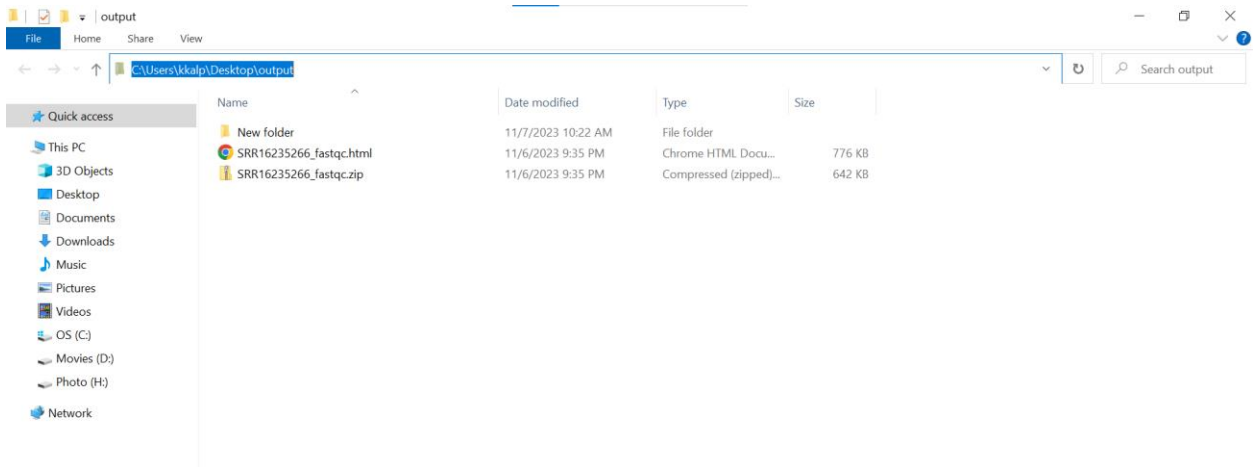 output
File Home Share View
C:\Users\kkalp\Desktop\output
Search output
Name Date modified Type Size
Quick access
New folder 11/7/2023 10:22 AM File folder
This PC
SRR16235266_fastqc.html 11/6/2023 9:35 PM Chrome HTML Docu... 776 KB
3D Objects
SRR16235266_fastqc.zip 11/6/2023 9:35 PM Compressed (zipped)... 642 KB
Desktop
Documents
Downloads
Music
Pictures
Videos
OS (C:)
Movies (D:)
Photo (H:)
Network